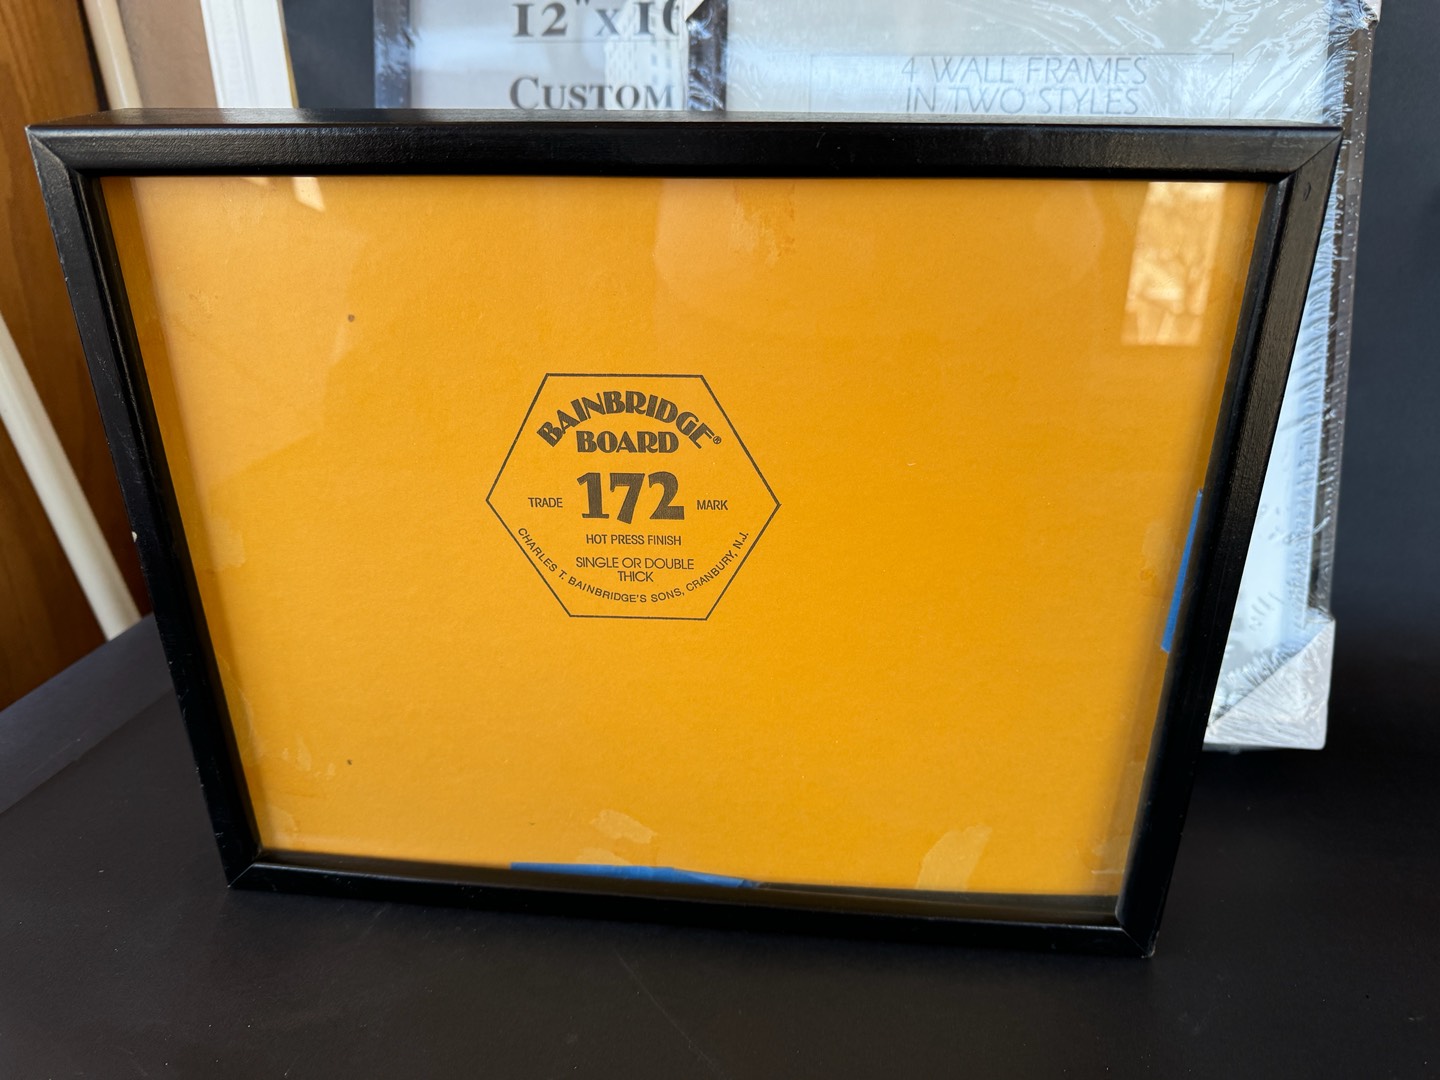 12"x1
CUSTOM
4 WALL FRAMES
IN TWO STYLES
BAINBRIDGE®
BOARD
TRADE 172 MARK
HOT PRESS FINISH
SINGLE OR DOUBLE
THICK
CHARLES T. BAINBRIDGE'S SONS, CRANBURY, N.J.